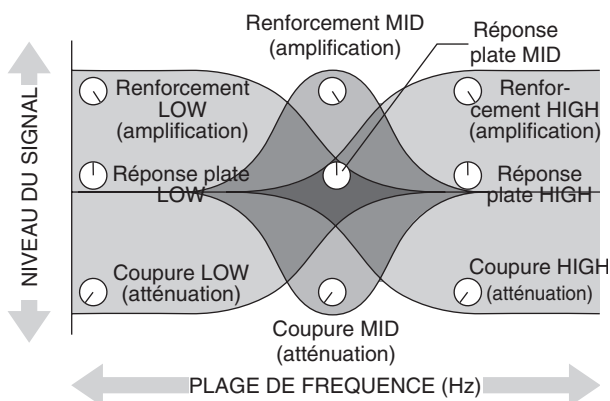 Renforcement MID
(amplification)
Réponse
plate MID
Renforcement
LOW
(amplification)
Renfor-
cement HIGH
(amplification)
Réponse plate
LOW
Réponse
plate HIGH
Coupure LOW
(atténuation)
Coupure HIGH
(atténuation)
Coupure MID
(atténuation)
NIVEAU DU SIGNAL
PLAGE DE FREQUENCE (Hz)